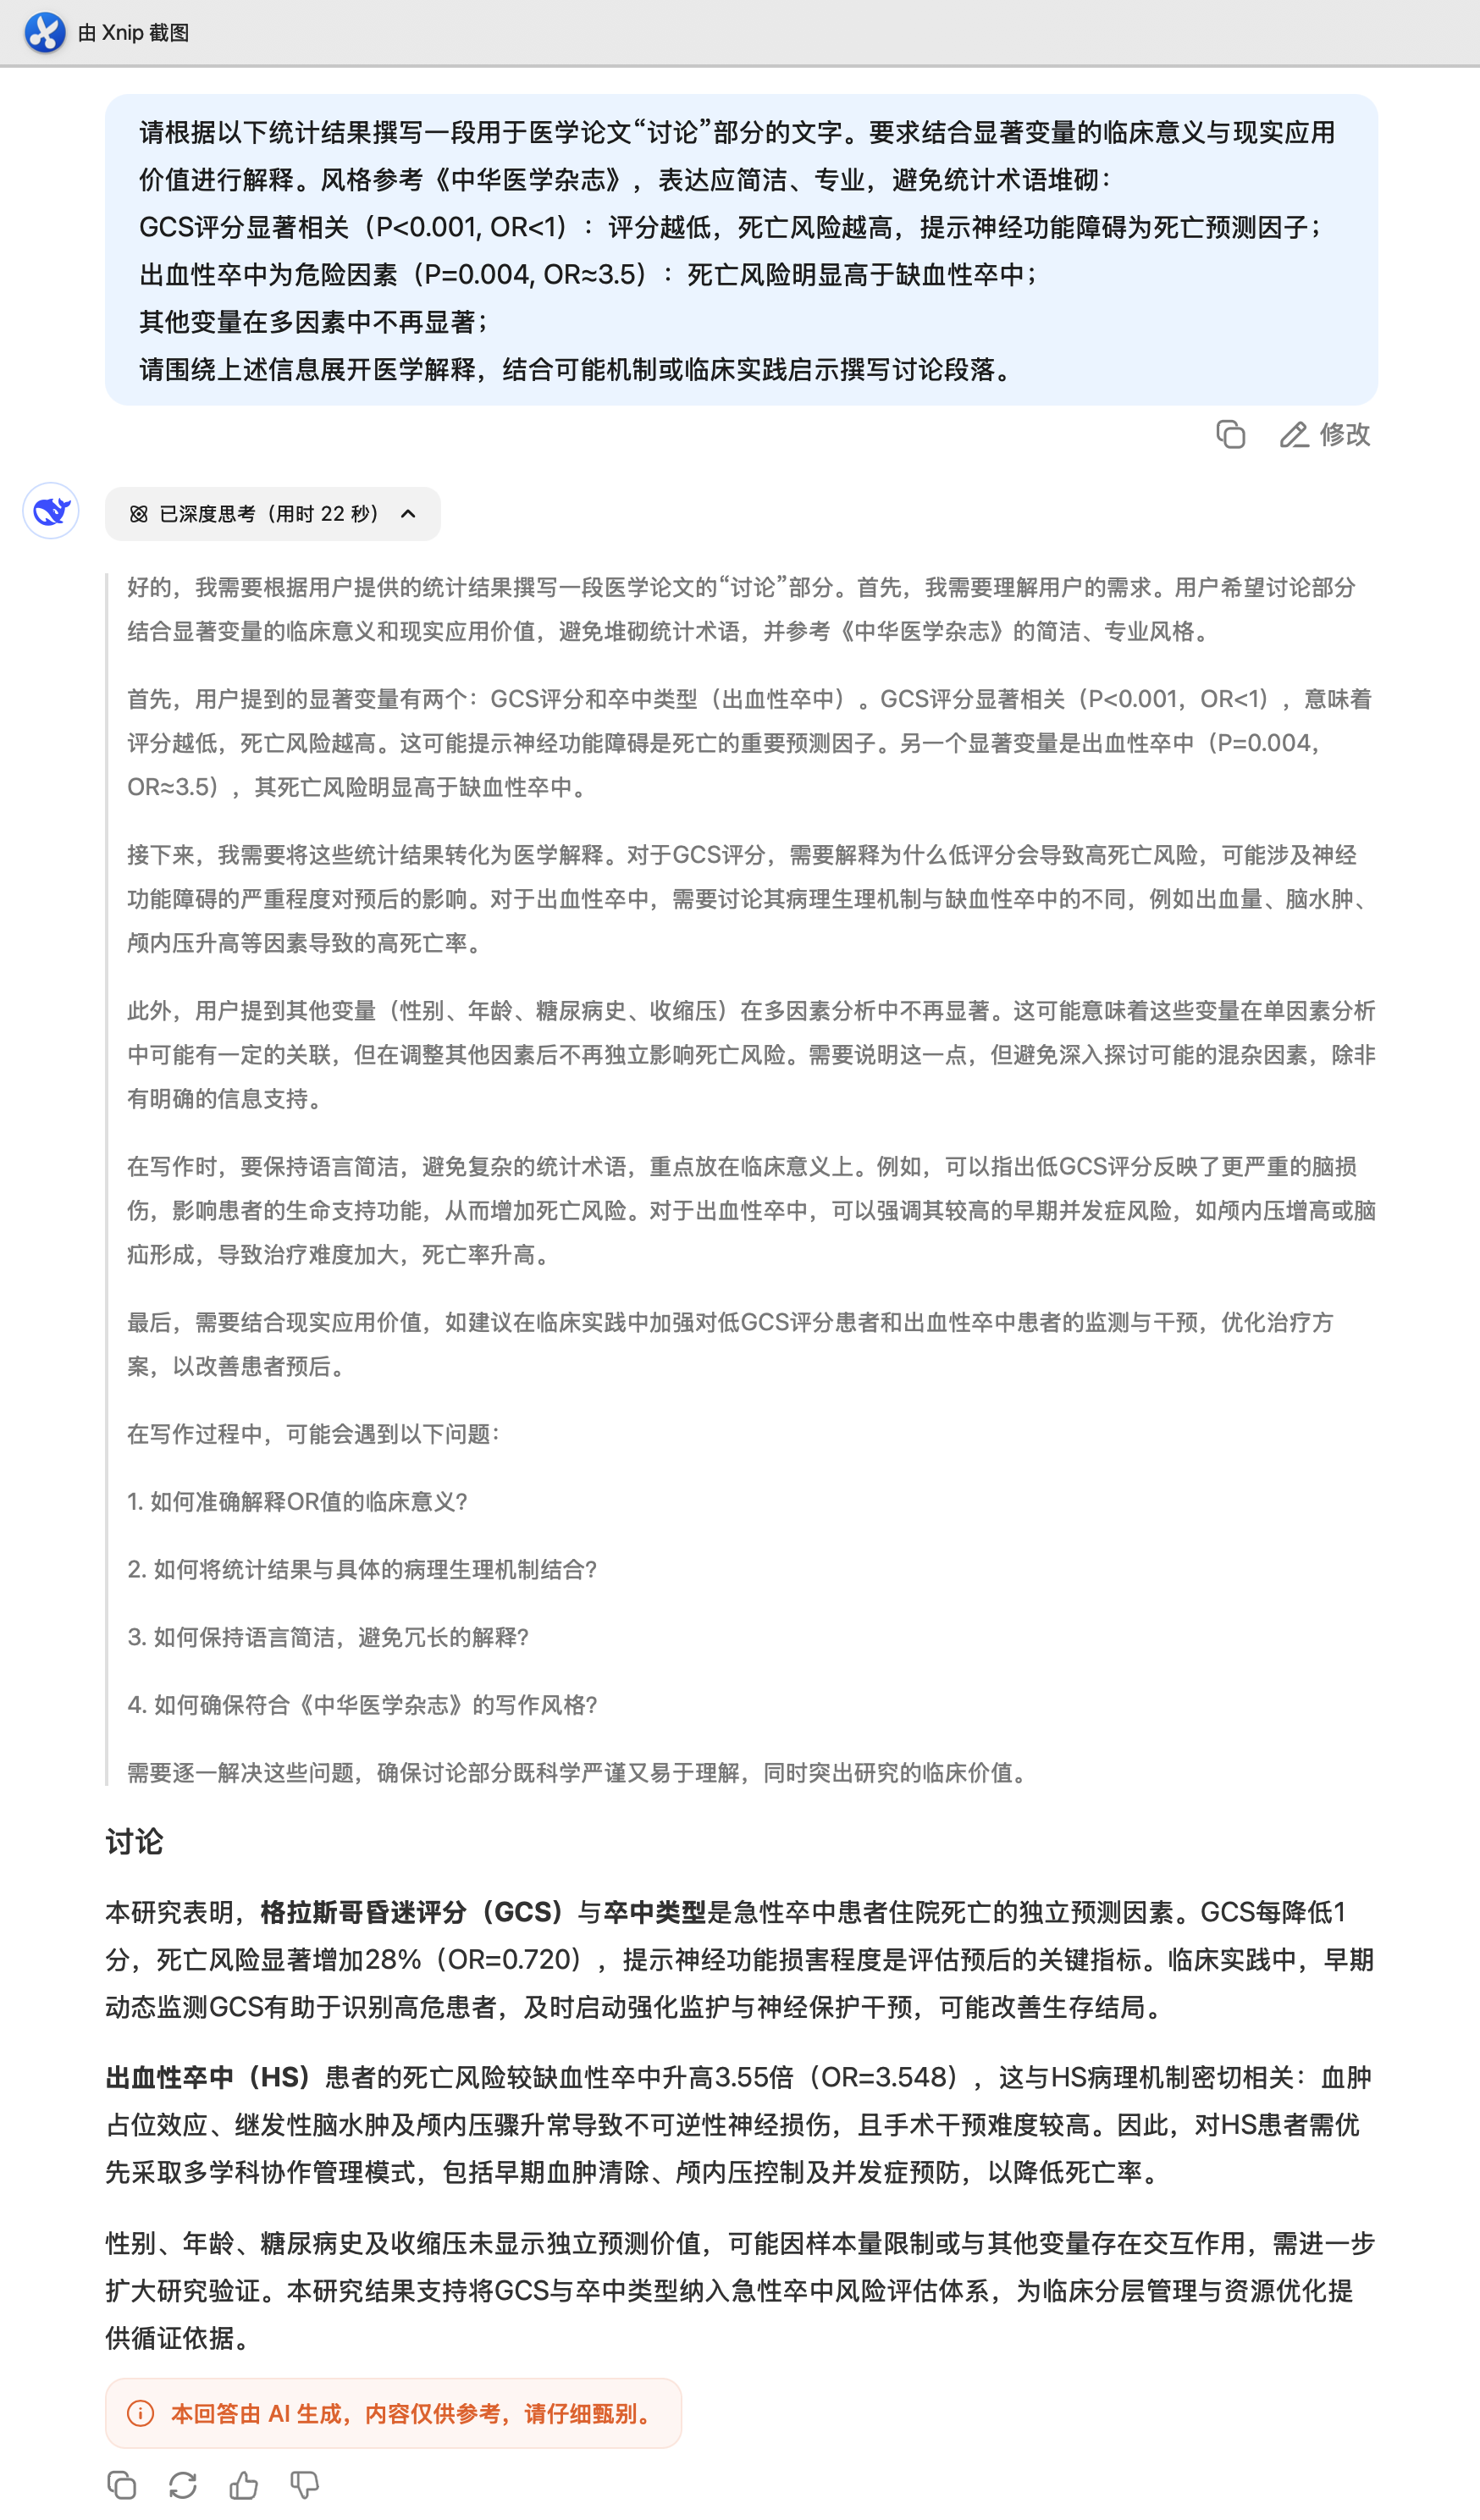 由 Xnip 截图
请根据以下统计结果撰写一段用于医学论文“讨论”部分的文字。要求结合显著变量的临床意义与现实应用
价值进行解释。风格参考《中华医学杂志》，表达应简洁、专业，避免统计术语堆砌：
GCS评分显著相关（P<0.001, OR<1）：评分越低，死亡风险越高，提示神经功能障碍为死亡预测因子；
出血性卒中为危险因素（P=0.004, OR≈3.5）：死亡风险明显高于缺血性卒中；
其他变量在多因素中不再显著；
请围绕上述信息展开医学解释，结合可能机制或临床实践启示撰写讨论段落。
修改
已深度思考（用时 22 秒）
好的，我需要根据用户提供的统计结果撰写一段医学论文的“讨论”部分。首先，我需要理解用户的需求。用户希望讨论部分
结合显著变量的临床意义和现实应用价值，避免堆砌统计术语，并参考《中华医学杂志》的简洁、专业风格。
首先，用户提到的显著变量有两个：GCS评分和卒中类型（出血性卒中）。GCS评分显著相关（P<0.001，OR<1），意味着
评分越低，死亡风险越高。这可能提示神经功能障碍是死亡的重要预测因子。另一个显著变量是出血性卒中（P=0.004，
OR≈3.5），其死亡风险明显高于缺血性卒中。
接下来，我需要将这些统计结果转化为医学解释。对于GCS评分，需要解释为什么低评分会导致高死亡风险，可能涉及神经
功能障碍的严重程度对预后的影响。对于出血性卒中，需要讨论其病理生理机制与缺血性卒中的不同，例如出血量、脑水肿、
颅内压升高等因素导致的高死亡率。
此外，用户提到其他变量（性别、年龄、糖尿病史、收缩压）在多因素分析中不再显著。这可能意味着这些变量在单因素分析
中可能有一定的关联，但在调整其他因素后不再独立影响死亡风险。需要说明这一点，但避免深入探讨可能的混杂因素，除非
有明确的信息支持。
在写作时，要保持语言简洁，避免复杂的统计术语，重点放在临床意义上。例如，可以指出低GCS评分反映了更严重的脑损
伤，影响患者的生命支持功能，从而增加死亡风险。对于出血性卒中，可以强调其较高的早期并发症风险，如颅内压增高或脑
疝形成，导致治疗难度加大，死亡率升高。
最后，需要结合现实应用价值，如建议在临床实践中加强对低GCS评分患者和出血性卒中患者的监测与干预，优化治疗方
案，以改善患者预后。
在写作过程中，可能会遇到以下问题：
1. 如何准确解释OR值的临床意义？
2. 如何将统计结果与具体的病理生理机制结合？
3. 如何保持语言简洁，避免冗长的解释？
4. 如何确保符合《中华医学杂志》的写作风格？
需要逐一解决这些问题，确保讨论部分既科学严谨又易于理解，同时突出研究的临床价值。
讨论
本研究表明，格拉斯哥昏迷评分（GCS）与卒中类型是急性卒中患者住院死亡的独立预测因素。GCS每降低1
分，死亡风险显著增加28%（OR=0.720），提示神经功能损害程度是评估预后的关键指标。临床实践中，早期
动态监测GCS有助于识别高危患者，及时启动强化监护与神经保护干预，可能改善生存结局。
出血性卒中（HS）患者的死亡风险较缺血性卒中升高3.55倍（OR=3.548），这与HS病理机制密切相关：血肿
占位效应、继发性脑水肿及颅内压骤升常导致不可逆性神经损伤，且手术干预难度较高。因此，对HS患者需优
先采取多学科协作管理模式，包括早期血肿清除、颅内压控制及并发症预防，以降低死亡率。
性别、年龄、糖尿病史及收缩压未显示独立预测价值，可能因样本量限制或与其他变量存在交互作用，需进一步
扩大研究验证。本研究结果支持将GCS与卒中类型纳入急性卒中风险评估体系，为临床分层管理与资源优化提
供循证依据。
本回答由 AI 生成，内容仅供参考，请仔细甄别。